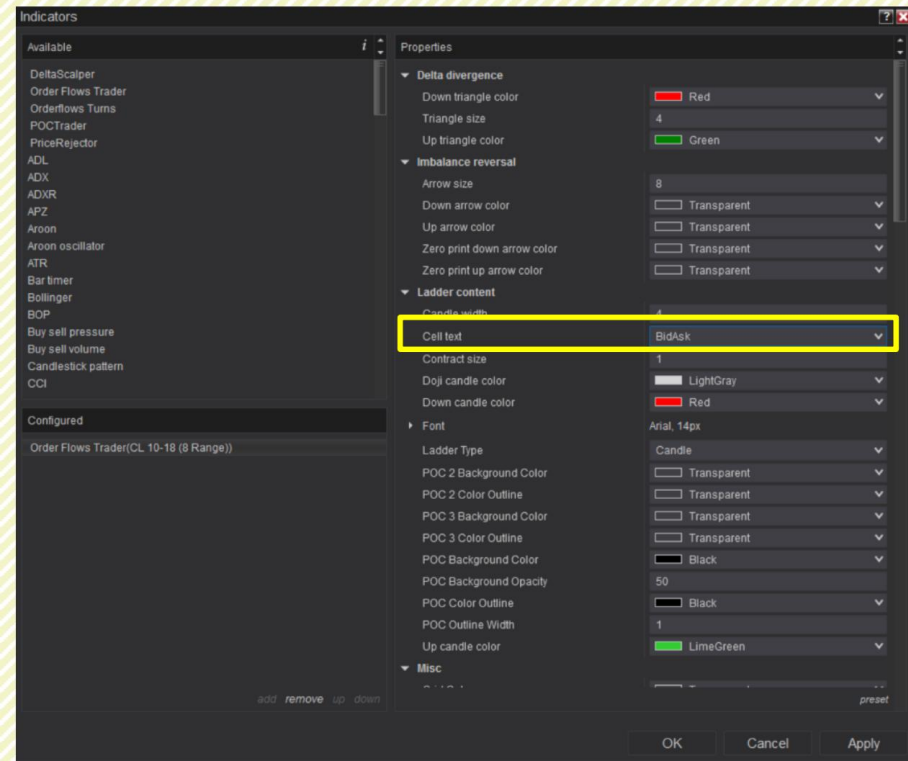 Indicators ?
Available i
DeltaScalper
Order Flows Trader
Orderflows Turns
POCTrader
PriceRejector
ADL
ADX
ADXR
APZ
Aroon
Aroon oscillator
ATR
Bar timer
Bollinger
BOP
Buy sell pressure
Buy sell volume
Candlestick pattern
CCI
Configured
Order Flows Trader(CL 10-18 (8 Range))
add remove up down
Properties
Delta divergence
Down triangle color Red
Triangle size 4
Up triangle color Green
Imbalance reversal
Arrow size 8
Down arrow color Transparent
Up arrow color Transparent
Zero print down arrow color Transparent
Zero print up arrow color Transparent
Ladder content
Candle width 4
Cell text BidAsk
Contract size 1
Doji candle color LightGray
Down candle color Red
Font Arial, 14px
Ladder Type Candle
POC 2 Background Color Transparent
POC 2 Color Outline Transparent
POC 3 Background Color Transparent
POC 3 Color Outline Transparent
POC Background Color Black
POC Background Opacity 50
POC Color Outline Black
POC Outline Width 1
Up candle color LimeGreen
Misc
preset
OK Cancel Apply